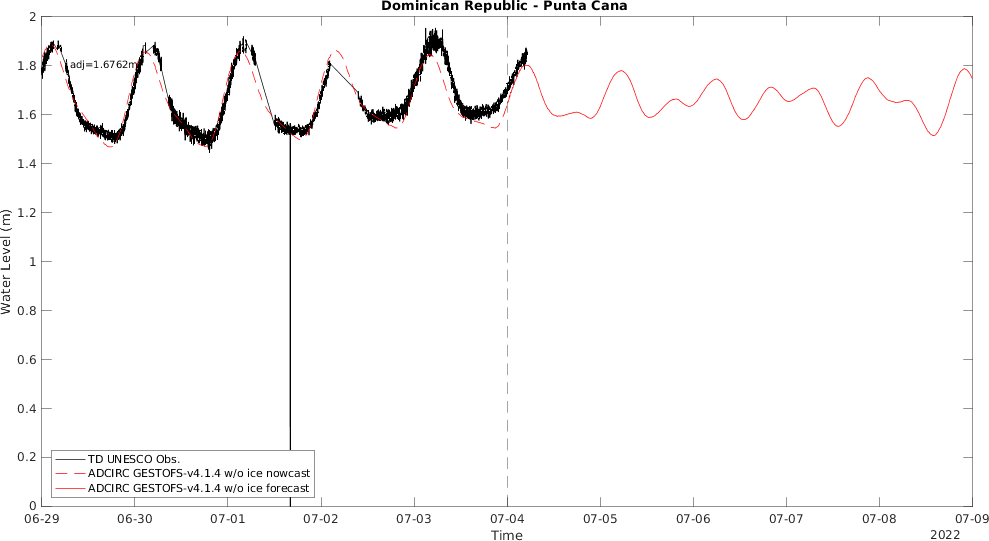 Dominican Republic - Punta Cana
Water Level (m)
2
1.8
1.6
1.4
1.2
1
0.8
0.6
0.4
0.2
0
adj=1.6762m
TD UNESCO Obs.
ADCIRC GESTOFS-v4.1.4 w/o ice nowcast
ADCIRC GESTOFS-v4.1.4 w/o ice forecast
06-29 06-30 07-01 07-02 07-03 07-04 07-05 07-06 07-07 07-08 07-09
Time
2022